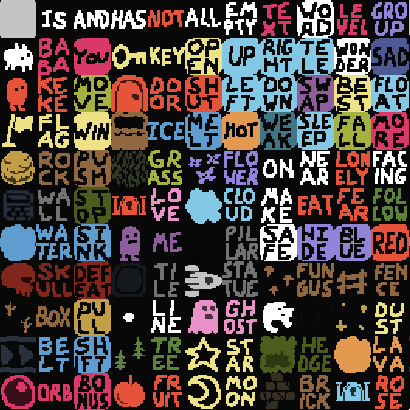 IS AND HAS NOT ALL EMPTY TEXT WORD LEVEL GROUP
BABA YOU KEY OPEN UP RIGHT TELE WONDER SAD
KEKE MOVE DOOR SHUT LEFT DOWN SWAP BEST FLOAT
FLAG WIN ICE MELT HOT WEAK SLEEP FALL MORE
ROCK PUSH GRASS FLOWER ON NEAR LONELY FACING
WALL STOP LOVE CLOUD MAKE EAT FEAR FOLLOW
WATER SINK ME PILLAR SAFE HIDE BLUE RED
SKULL DEFEAT TILE STATUE FUNGUS FENCE
BOX PULL LINE GHOST DUST
BELT SHIFT TREE STAR HEDGE LAVA
ORB BONUS FRUIT MOON BRICK ROSE